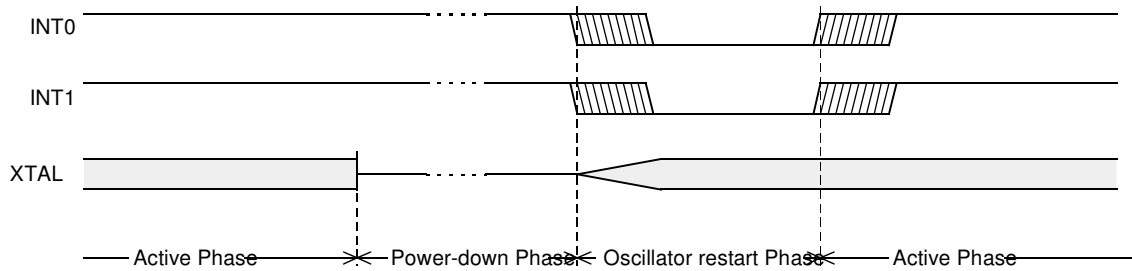 INT0
INT1
XTAL
Active Phase Power-down Phase Oscillator restart Phase Active Phase